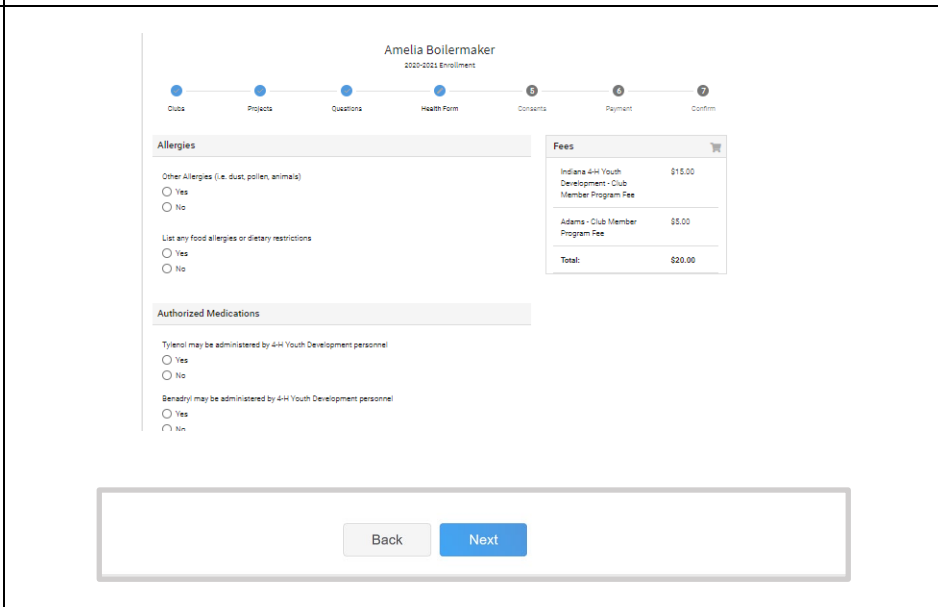 Amelia Boilermaker
2020-2021 Enrollment
5
6
7
Clubs
Projects
Questions
Health Form
Consents
Payment
Confirm
Allergies
Other Allergies (i.e. dust, pollen, animals)
Yes
No
List any food allergies or dietary restrictions
Yes
No
Authorized Medications
Tylenol may be administered by 4-H Youth Development personnel
Yes
No
Benadryl may be administered by 4-H Youth Development personnel
Yes
No
Fees
Indiana 4-H Youth $15.00
Development - Club
Member Program Fee
Adams - Club Member $5.00
Program Fee
Total: $20.00
Back
Next